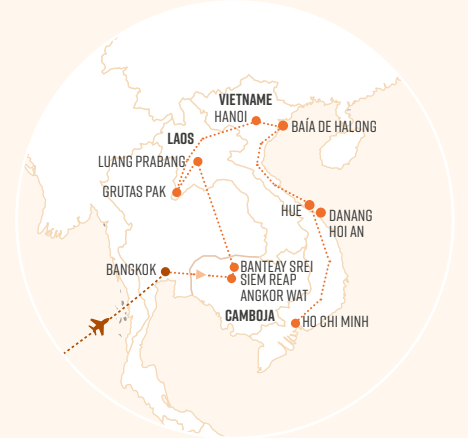 VIETNAME
HANOI
BAÍA DE HALONG
LAOS
LUANG PRABANG
GRUTAS PAK
HUE
DANANG
HOI AN
BANGKOK
BANTEAY SREI
SIEM REAP
ANGKOR WAT
CAMBOJA
HO CHI MINH